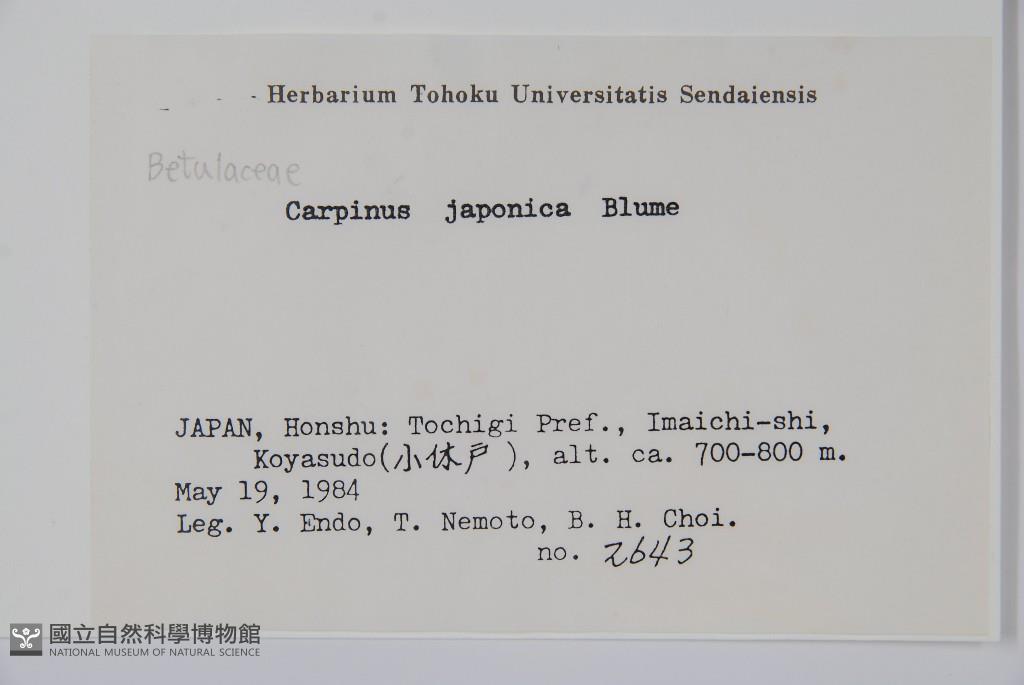 Herbarium Tohoku Universitatis Sendaiensis
Betulaceae
Carpinus japonica Blume
JAPAN, Honshu: Tochigi Pref., Imaichi-shi,
Koyasudo(小休戸), alt. ca. 700-800 m.
May 19, 1984
Leg. Y. Endo, T. Nemoto, B. H. Choi.
no. 2643
國立自然科學博物館
NATIONAL MUSEUM OF NATURAL SCIENCE